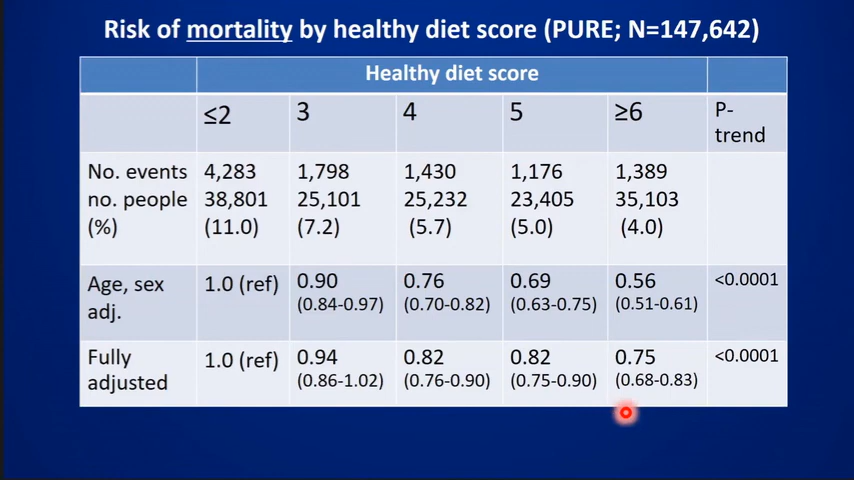 Risk of mortality by healthy diet score (PURE; N=147,642)
Healthy diet score
≤2 3 4 5 ≥6 P-
trend
No. events 4,283 1,798 1,430 1,176 1,389
no. people 38,801 25,101 25,232 23,405 35,103
(%) (11.0) (7.2) (5.7) (5.0) (4.0)
Age, sex 1.0 (ref) 0.90 0.76 0.69 0.56 <0.0001
adj. (0.84-0.97) (0.70-0.82) (0.63-0.75) (0.51-0.61)
Fully 1.0 (ref) 0.94 0.82 0.82 0.75 <0.0001
adjusted (0.86-1.02) (0.76-0.90) (0.75-0.90) (0.68-0.83)